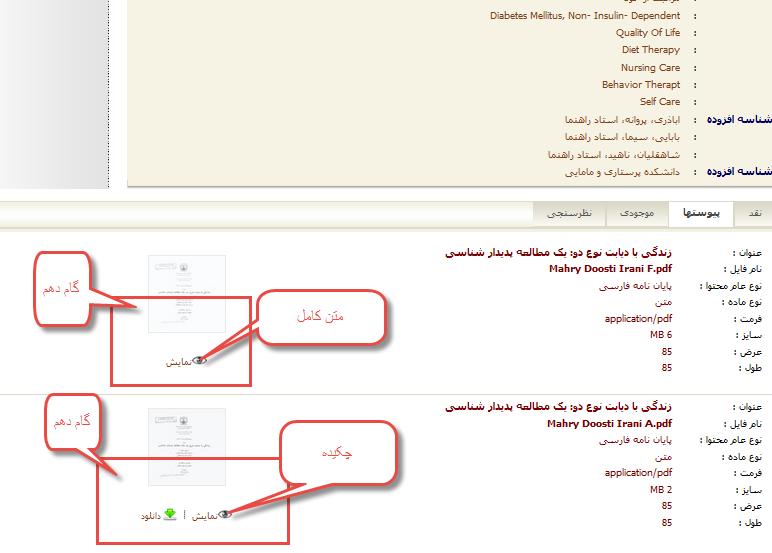 Diabetes Mellitus, Non- Insulin- Dependent :
Quality Of Life :
Diet Therapy :
Nursing Care :
Behavior Therapt :
Self Care :
شناسه افزوده : اباذری، پروانه، استاد راهنما
: بابایی، سیما، استاد راهنما
: شاهقلیان، ناهید، استاد راهنما
شناسه افزوده : دانشکده پرستاری و مامایی
نقد پیوستها موجودی نظرسنجی
عنوان : زندگی با دیابت نوع دو: یک مطالعه پدیدار شناسی
نام فایل : Mahry Doosti Irani F.pdf
نوع عام محتوا : پایان نامه فارسی
نوع ماده : متن
فرمت : application/pdf
سایز : 6 MB
عرض : 85
طول : 85
گام دهم
متن کامل
نمایش
عنوان : زندگی با دیابت نوع دو: یک مطالعه پدیدار شناسی
نام فایل : Mahry Doosti Irani A.pdf
نوع عام محتوا : پایان نامه فارسی
نوع ماده : متن
فرمت : application/pdf
سایز : 2 MB
عرض : 85
طول : 85
گام دهم
چکیده
نمایش | دانلود